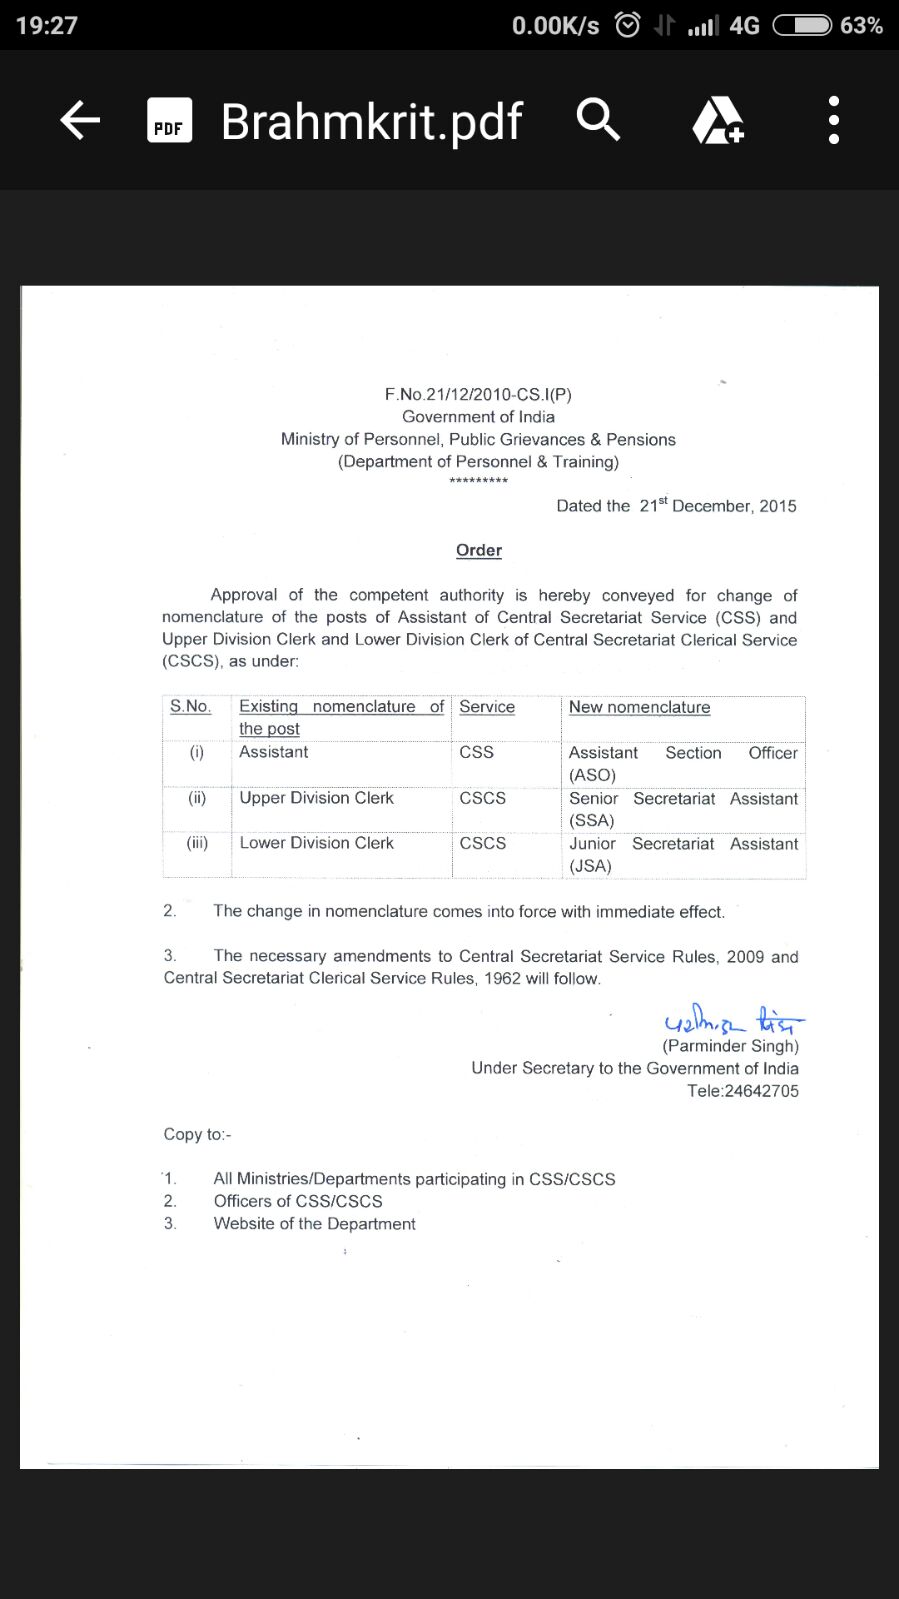 19:27 0.00K/s 4G 63%
PDF Brahmkrit.pdf
F.No.21/12/2010-CS.I(P)
Government of India
Ministry of Personnel, Public Grievances & Pensions
(Department of Personnel & Training)
*********
Dated the 21st December, 2015
Order
Approval of the competent authority is hereby conveyed for change of
nomenclature of the posts of Assistant of Central Secretariat Service (CSS) and
Upper Division Clerk and Lower Division Clerk of Central Secretariat Clerical Service
(CSCS), as under:
S.No. Existing nomenclature of Service New nomenclature
the post
(i) Assistant CSS Assistant Section Officer
(ASO)
(ii) Upper Division Clerk CSCS Senior Secretariat Assistant
(SSA)
(iii) Lower Division Clerk CSCS Junior Secretariat Assistant
(JSA)
2. The change in nomenclature comes into force with immediate effect.
3. The necessary amendments to Central Secretariat Service Rules, 2009 and
Central Secretariat Clerical Service Rules, 1962 will follow.
(Parminder Singh)
Under Secretary to the Government of India
Tele:24642705
Copy to:-
1. All Ministries/Departments participating in CSS/CSCS
2. Officers of CSS/CSCS
3. Website of the Department